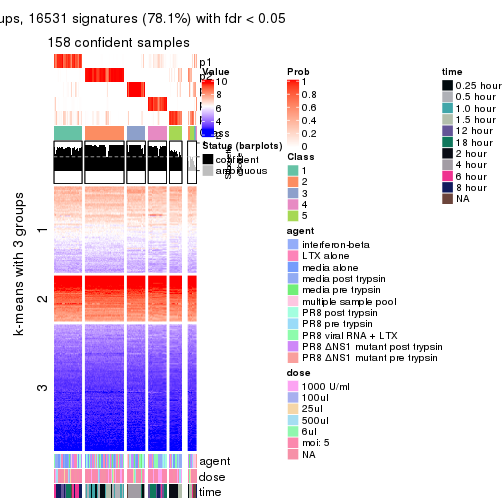 ups, 16531 signatures (78.1%) with fdr < 0.05
158 confident samples
p1
p2
Class
k-means with 3 groups
1
2
3
agent
dose
time
Value
10
8
6
4
Status (barplots)
confident
ambiguous
Prob
1
0.8
0.6
0.4
0.2
0
Class
1
2
3
4
5
agent
interferon-beta
LTX alone
media alone
media post trypsin
media pre trypsin
multiple sample pool
PR8 post trypsin
PR8 pre trypsin
PR8 viral RNA + LTX
PR8 ΔNS1 mutant post trypsin
PR8 ΔNS1 mutant pre trypsin
dose
1000 U/ml
100ul
25ul
500ul
6ul
moi: 5
NA
time
0.25 hour
0.5 hour
1.0 hour
1.5 hour
12 hour
18 hour
2 hour
4 hour
6 hour
8 hour
NA